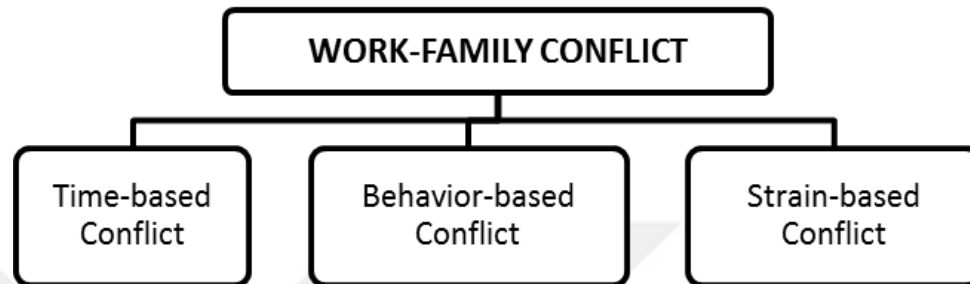 WORK-FAMILY CONFLICT
Time-based
Conflict
Behavior-based
Conflict
Strain-based
Conflict